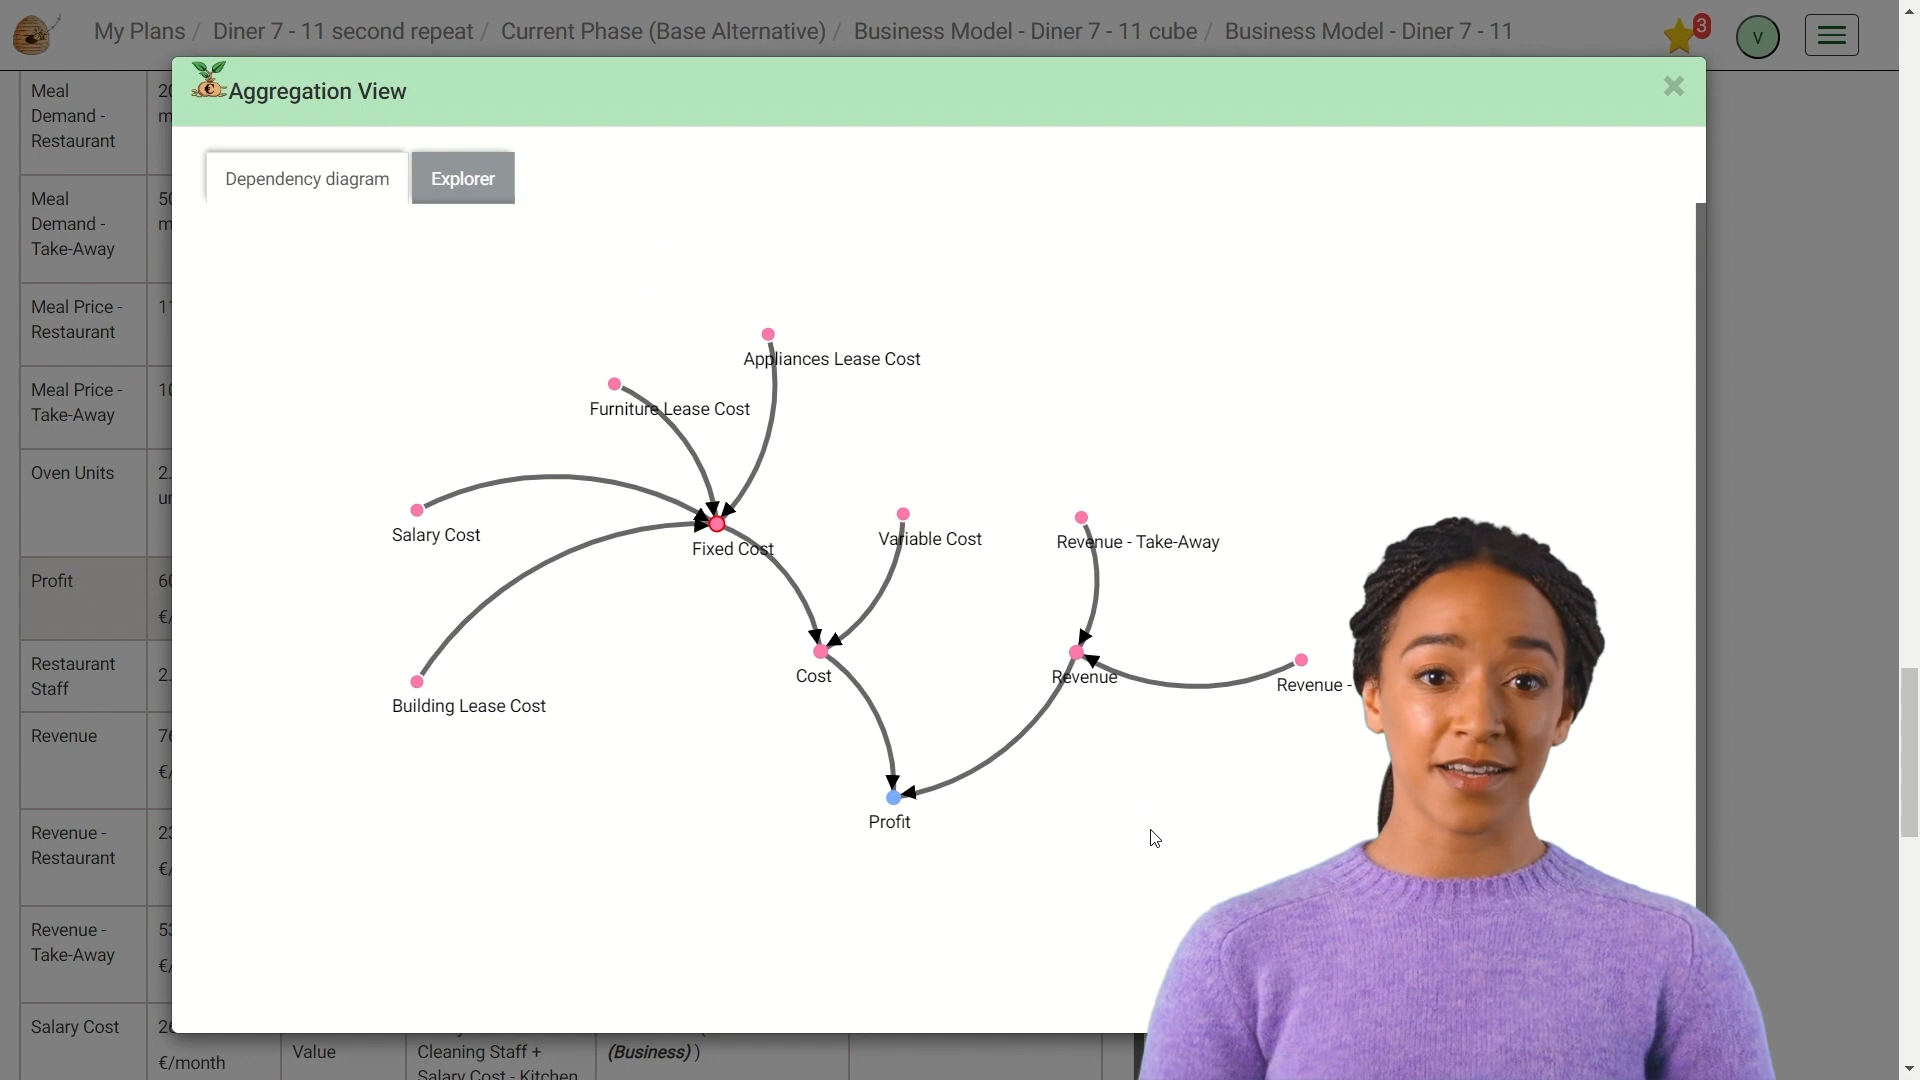 My Plans / Diner 7 - 11 second repeat / Current Phase (Base Alternative) / Business Model - Diner 7 - 11 cube / Business Model - Diner 7 - 11
3
V
Aggregation View
Dependency diagram
Explorer
Appliances Lease Cost
Furniture Lease Cost
Salary Cost
Fixed Cost
Variable Cost
Revenue - Take-Away
Building Lease Cost
Cost
Revenue
Revenue -
Profit
Meal
Demand -
Restaurant
Meal
Demand -
Take-Away
Meal Price -
Restaurant
Meal Price -
Take-Away
Oven Units
Profit
€/
Restaurant
Staff
Revenue
€/
Revenue -
Restaurant
€/
Revenue -
Take-Away
€/
Salary Cost
€/month
Value
Cleaning Staff +
Salary Cost - Kitchen
(Business) )